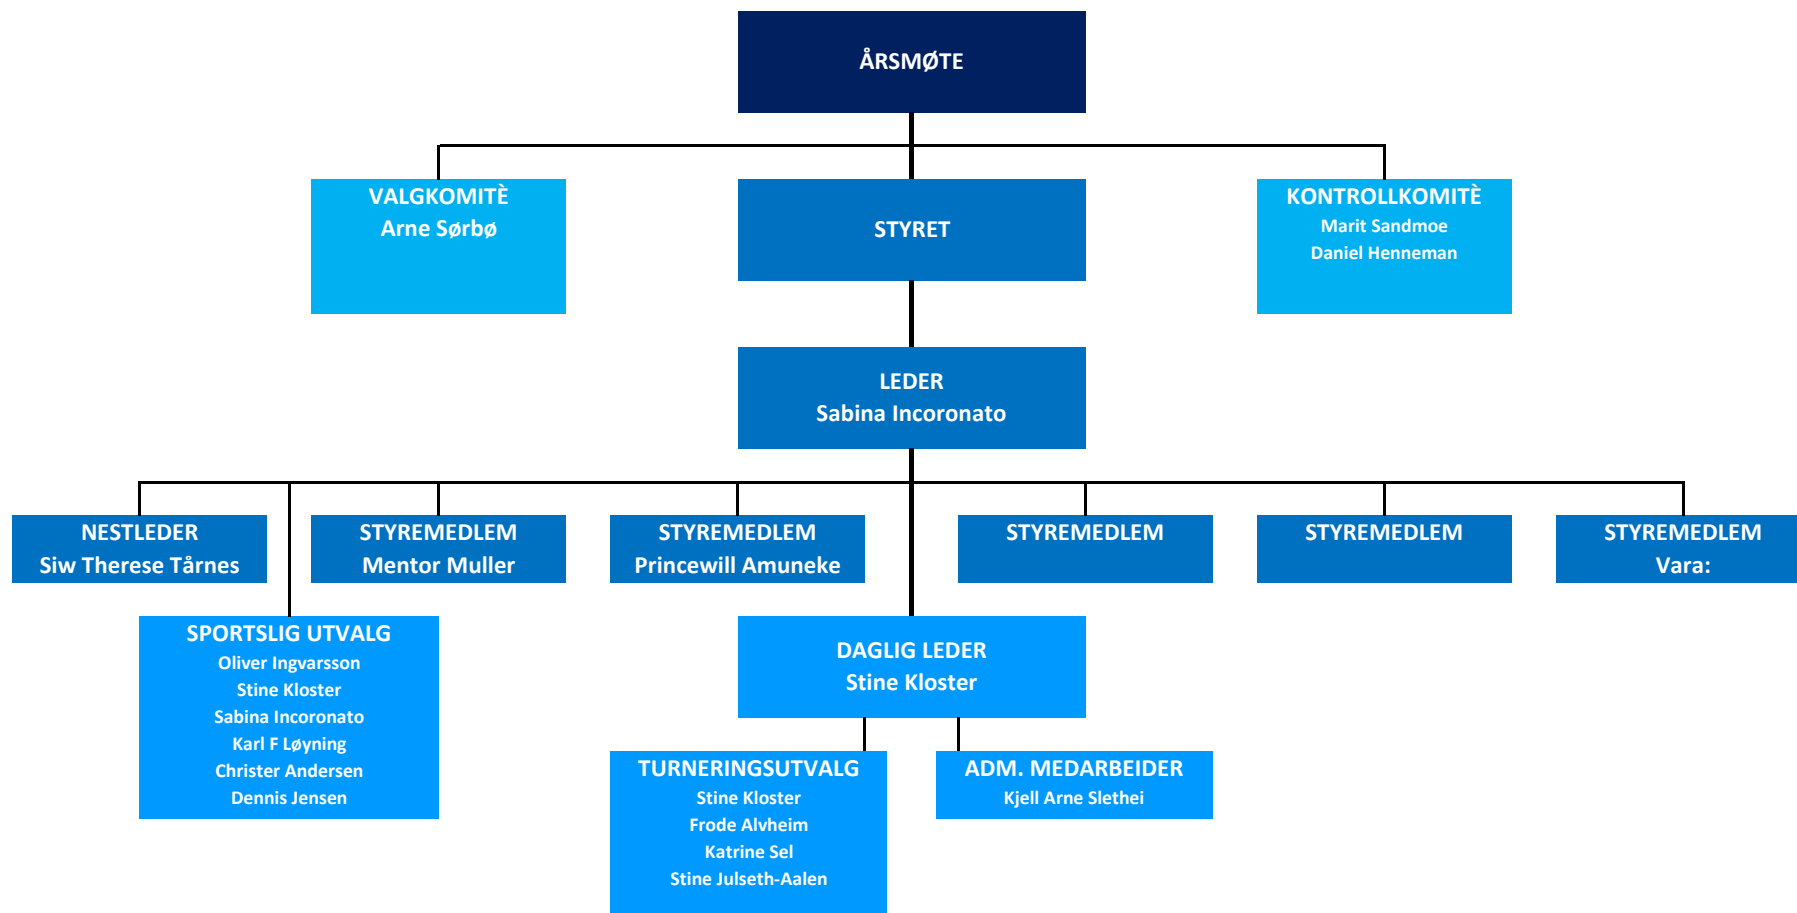 ÅRSMØTE
VALGKOMITÈ
Arne Sørbø
STYRET
KONTROLLKOMITÈ
Marit Sandmoe
Daniel Henneman
LEDER
Sabina Incoronato
NESTLEDER
Siw Therese Tårnes
STYREMEDLEM
Mentor Muller
STYREMEDLEM
Princewill Amuneke
STYREMEDLEM
STYREMEDLEM
STYREMEDLEM
Vara:
SPORTSLIG UTVALG
Oliver Ingvarsson
Stine Kloster
Sabina Incoronato
Karl F Løyning
Christer Andersen
Dennis Jensen
DAGLIG LEDER
Stine Kloster
TURNERINGSUTVALG
Stine Kloster
Frode Alvheim
Katrine Sel
Stine Julseth-Aalen
ADM. MEDARBEIDER
Kjell Arne Slethei